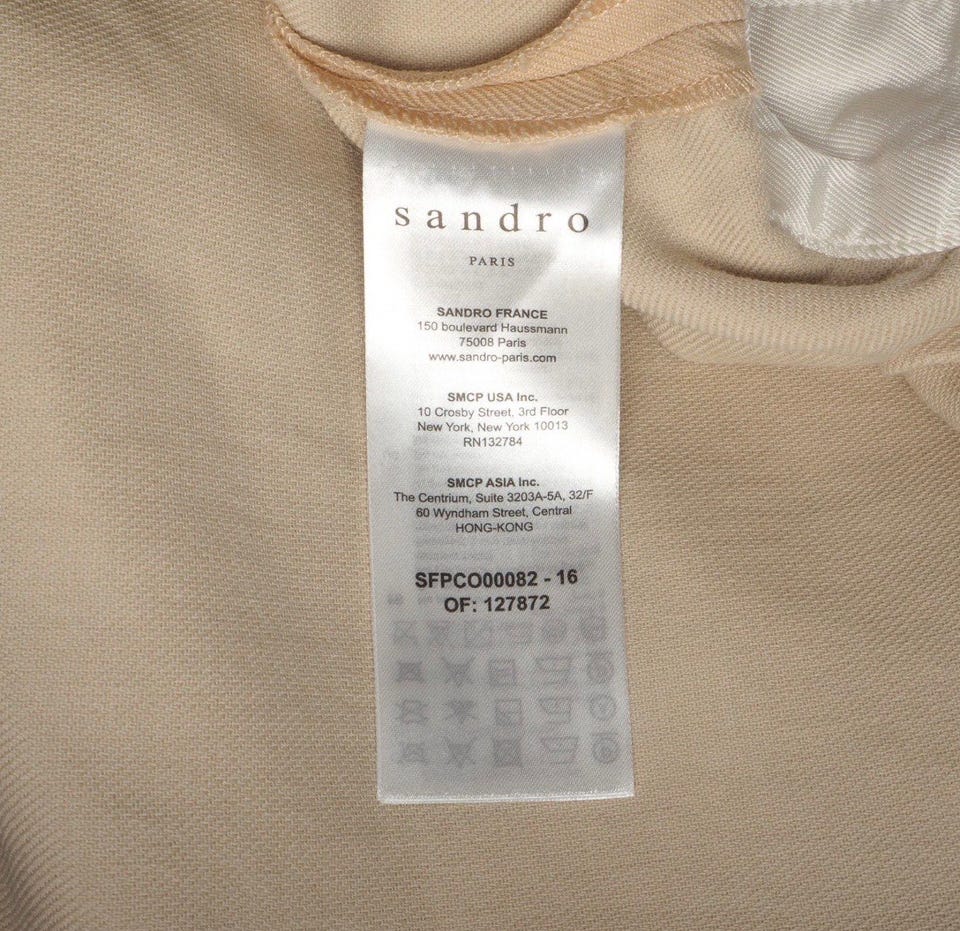 sandro
PARIS
SANDRO FRANCE
150 boulevard Haussmann
75008 Paris
www.sandro-paris.com
SMCP USA Inc.
10 Crosby Street, 3rd Floor
New York, New York 10013
RN132784
SMCP ASIA Inc.
The Centrium, Suite 3203A-5A, 32/F
60 Wyndham Street, Central
HONG-KONG
SFPCO00082 - 16
OF: 127872